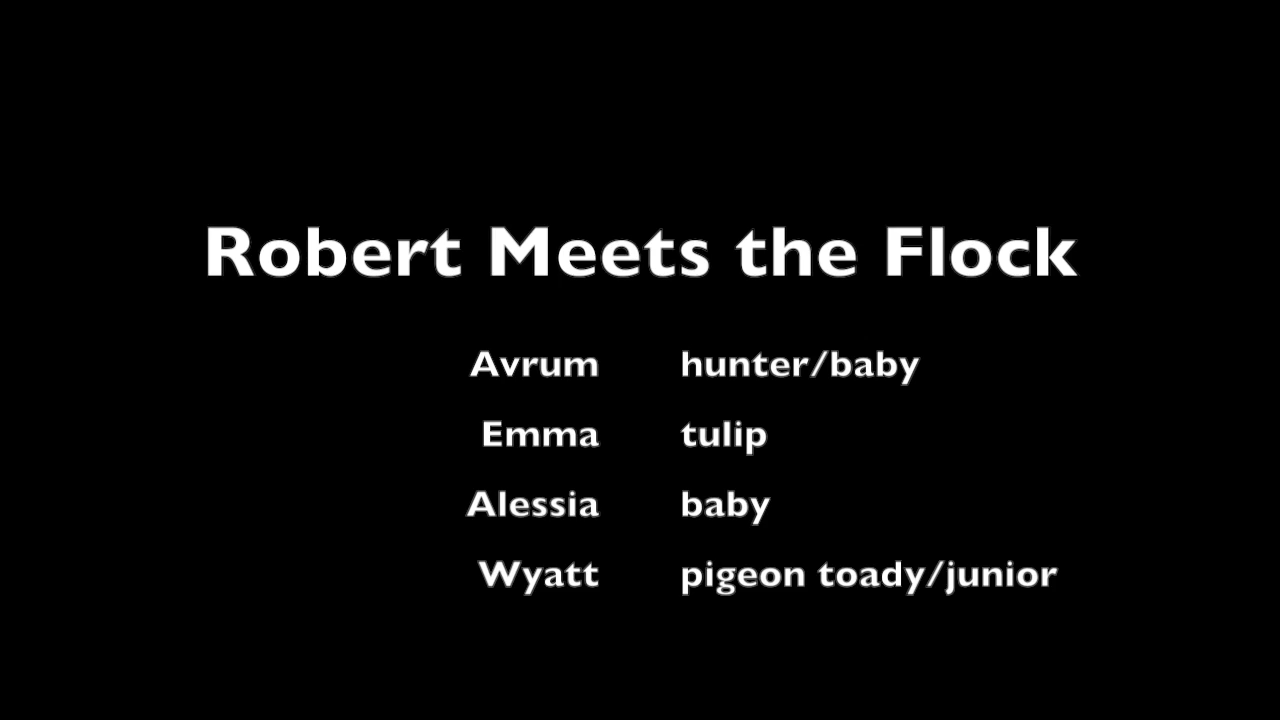 Robert Meets the Flock
Avrum hunter/baby
Emma tulip
Alessia baby
Wyatt pigeon toady/junior